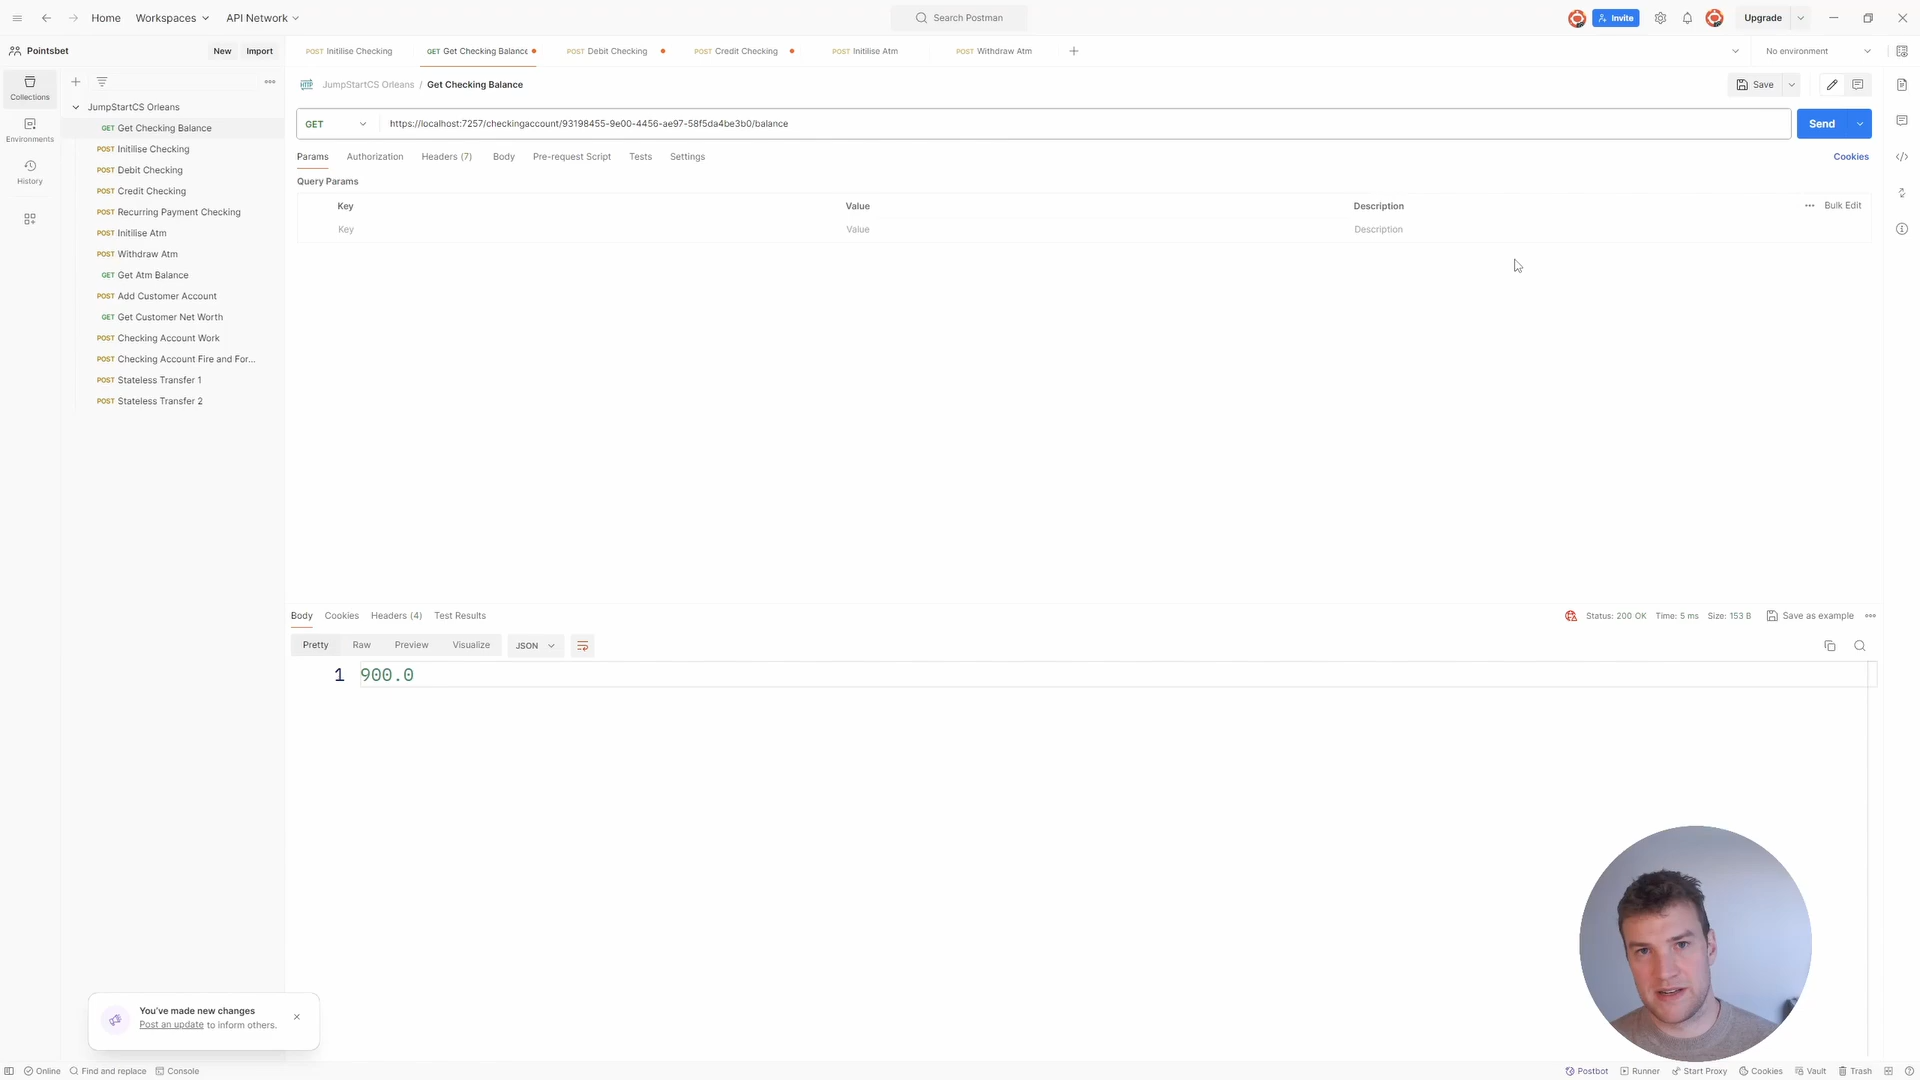 Home Workspaces API Network Search Postman Invite Upgrade
Pointsbet New Import
POST Initilise Checking GET Get Checking Balance POST Debit Checking POST Credit Checking POST Initilise Atm POST Withdraw Atm No environment
Collections
Environments
History
JumpStartCS Orleans
GET Get Checking Balance
POST Initilise Checking
POST Debit Checking
POST Credit Checking
POST Recurring Payment Checking
POST Initilise Atm
POST Withdraw Atm
GET Get Atm Balance
POST Add Customer Account
GET Get Customer Net Worth
POST Checking Account Work
POST Checking Account Fire and For...
POST Stateless Transfer 1
POST Stateless Transfer 2
HTTP JumpStartCS Orleans / Get Checking Balance Save
GET https://localhost:7257/checkingaccount/93198455-9e00-4456-ae97-58f5da4be3b0/balance Send
Params Authorization Headers (7) Body Pre-request Script Tests Settings Cookies
Query Params
Key Value Description Bulk Edit
Key Value Description
Body Cookies Headers (4) Test Results Status: 200 OK Time: 5 ms Size: 153 B Save as example
Pretty Raw Preview Visualize JSON
1 900.0
You've made new changes
Post an update to inform others.
Online Find and replace Console Postbot Runner Start Proxy Cookies Vault Trash